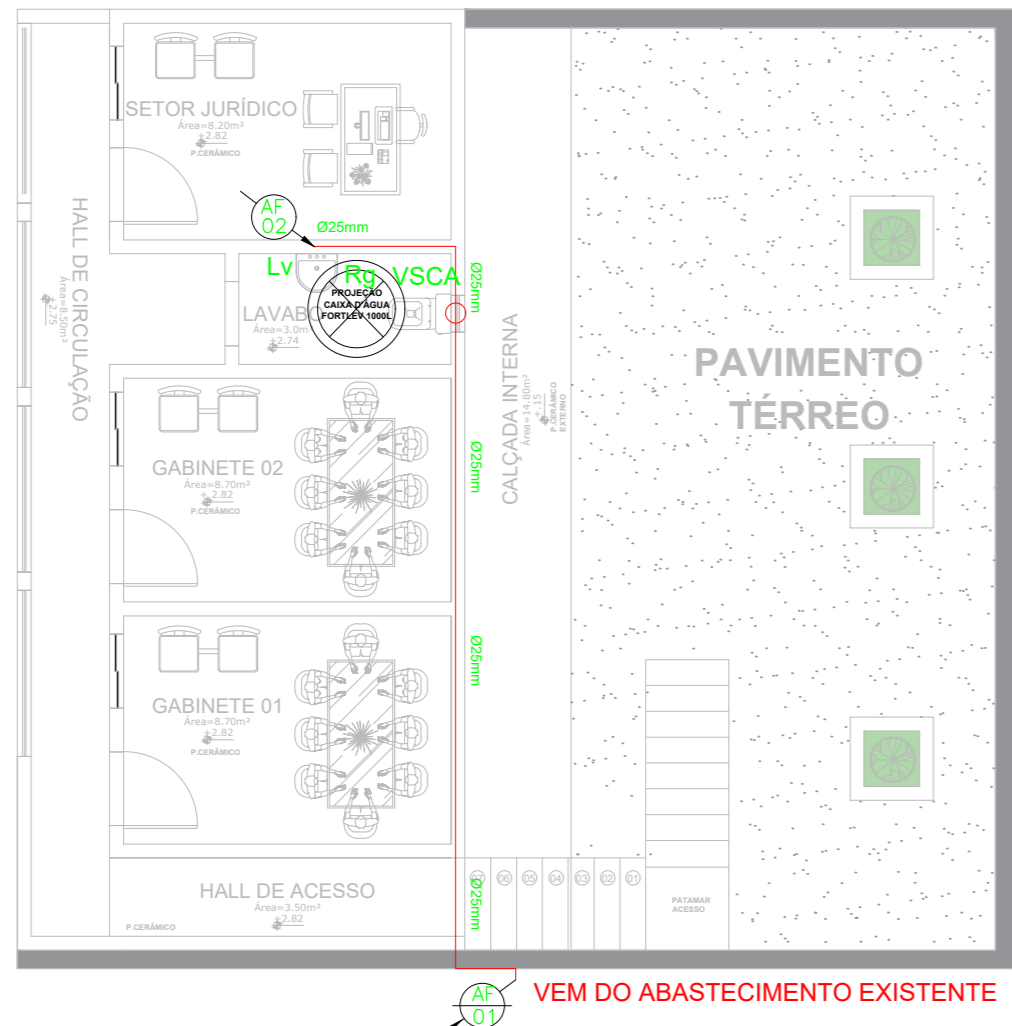 SETOR JURÍDICO
Área=8.20m²
+2.82
P.CERÂMICO
HALL DE CIRCULAÇÃO
Área=8.50m²
+2.75
AF
02
Ø25mm
Lv
Rg
VSCA
Ø25mm
PROJEÇÃO
CAIXA D'ÁGUA
FORTLEV 1000L
LAVABO
Área=3.0m²
+2.74
CALÇADA INTERNA
Área=14.80m²
+.15
P.CERÂMICO
EXTERNO
PAVIMENTO
TÉRREO
GABINETE 02
Área=8.70m²
+2.82
P.CERÂMICO
Ø25mm
GABINETE 01
Área=8.70m²
+2.82
P.CERÂMICO
Ø25mm
HALL DE ACESSO
Área=3.50m²
+2.82
P.CERÂMICO
Ø25mm
07 06 05 04 03 02 01
PATAMAR
ACESSO
AF
01
VEM DO ABASTECIMENTO EXISTENTE